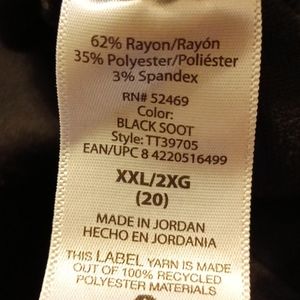 62% Rayon/Rayón
35% Polyester/Poliéster
3% Spandex
RN# 52469
Color:
BLACK SOOT
Style: TT39705
EAN/UPC 8 4220516499
XXL/2XG
(20)
MADE IN JORDAN
HECHO EN JORDANIA
THIS LABEL YARN IS MADE
OUT OF 100% RECYCLED
POLYESTER MATERIALS